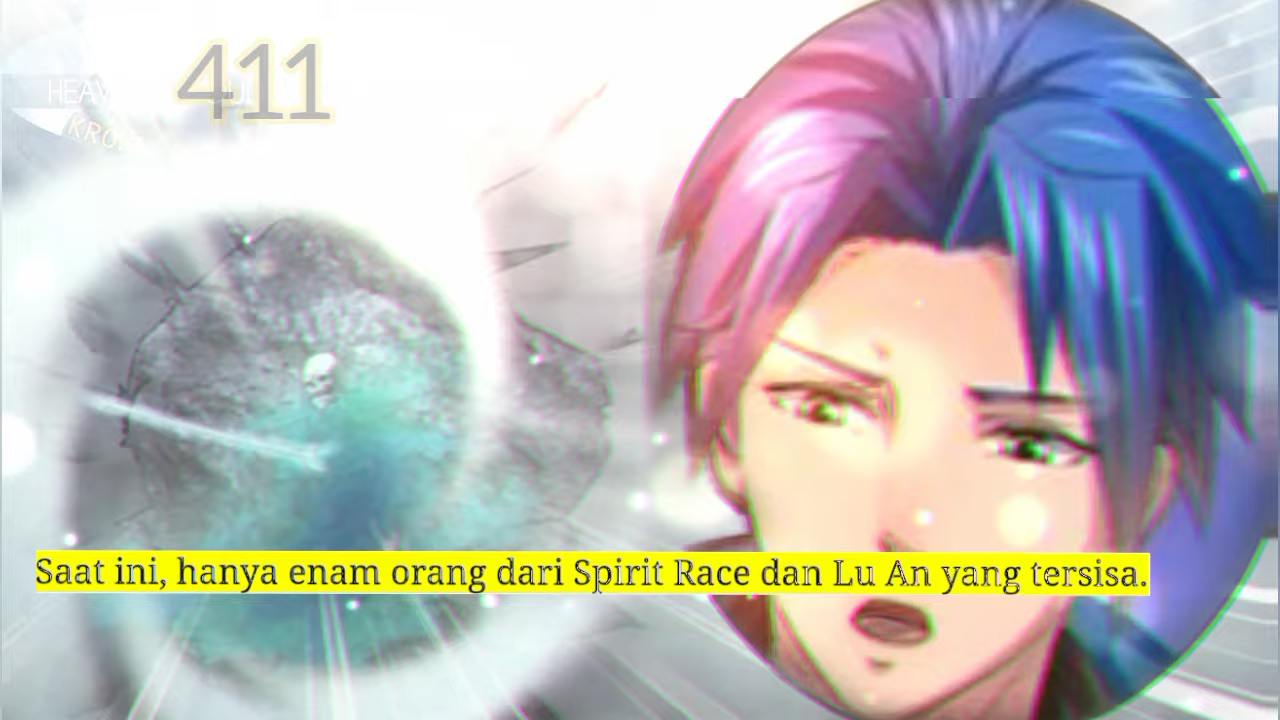 411
Saat ini, hanya enam orang dari Spirit Race dan Lu An yang tersisa.